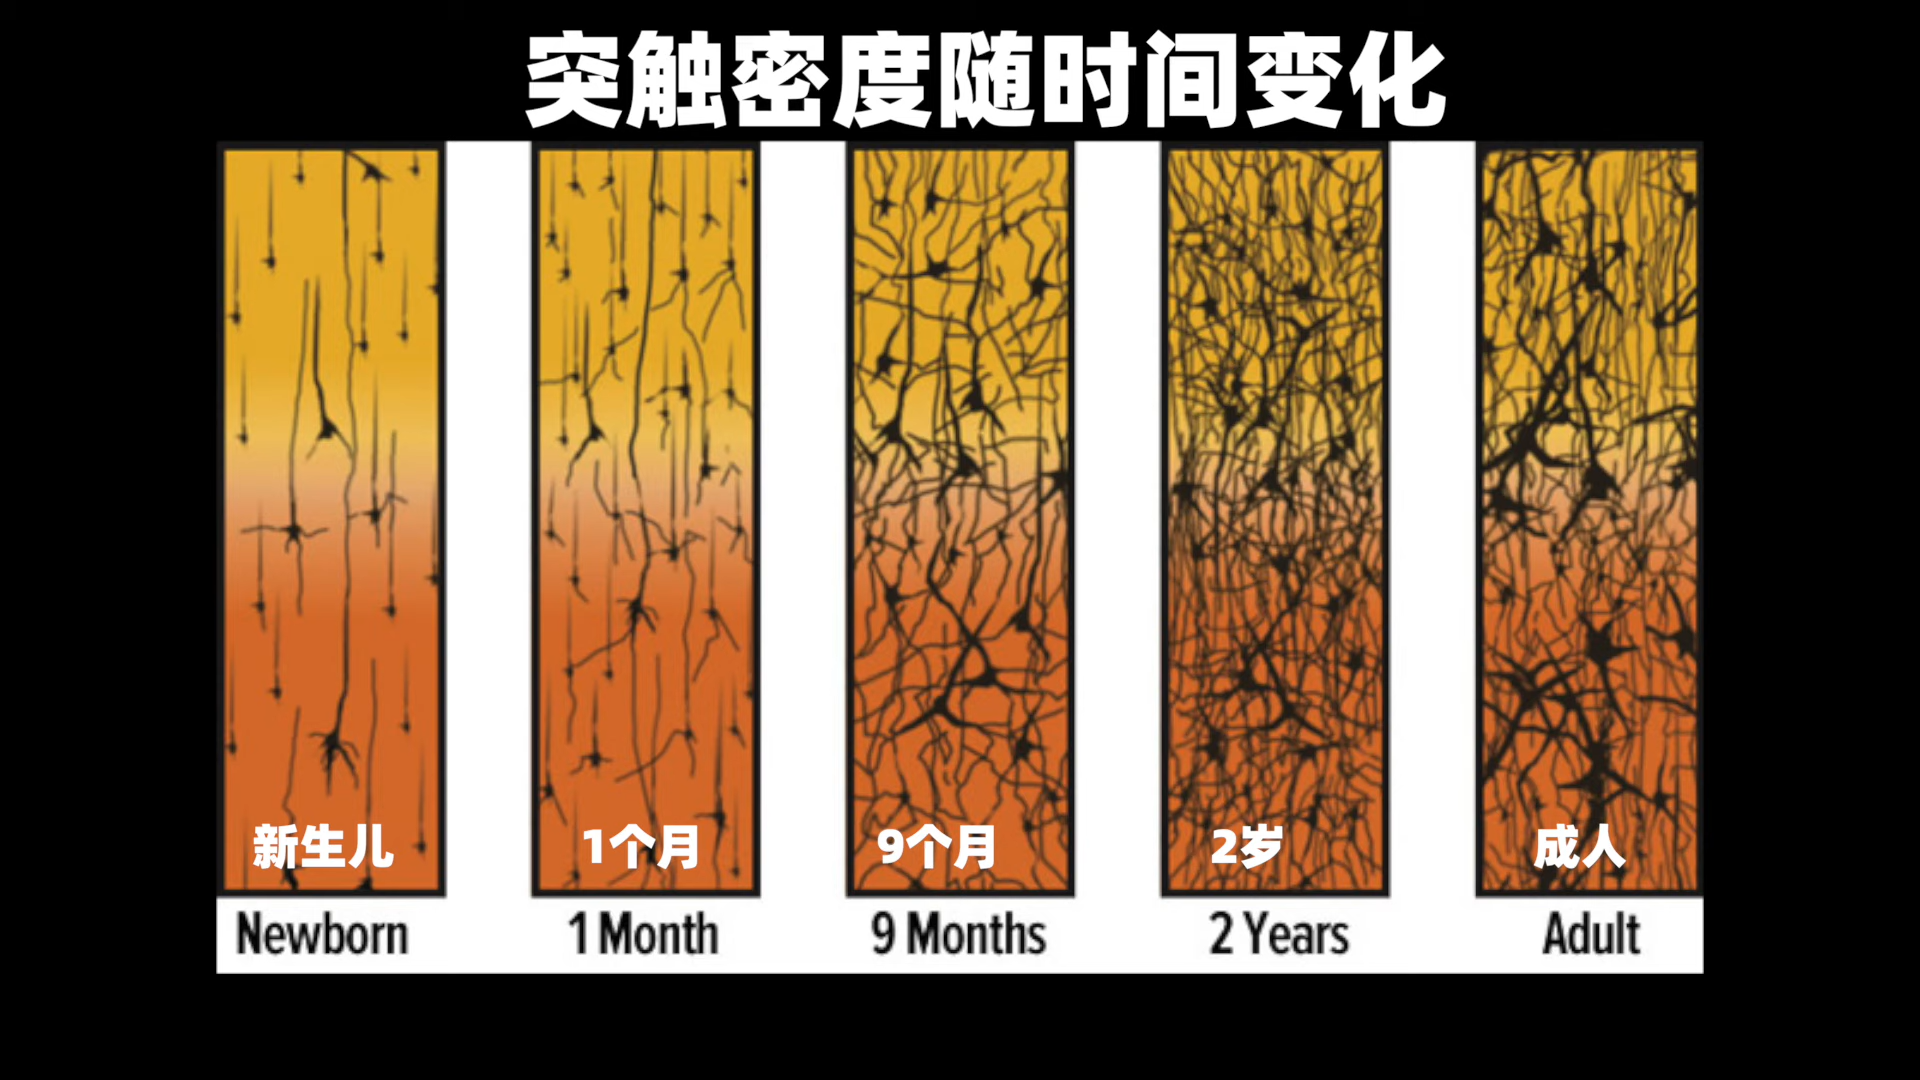 突触密度随时间变化
新生儿
1个月
9个月
2岁
成人
Newborn
1 Month
9 Months
2 Years
Adult